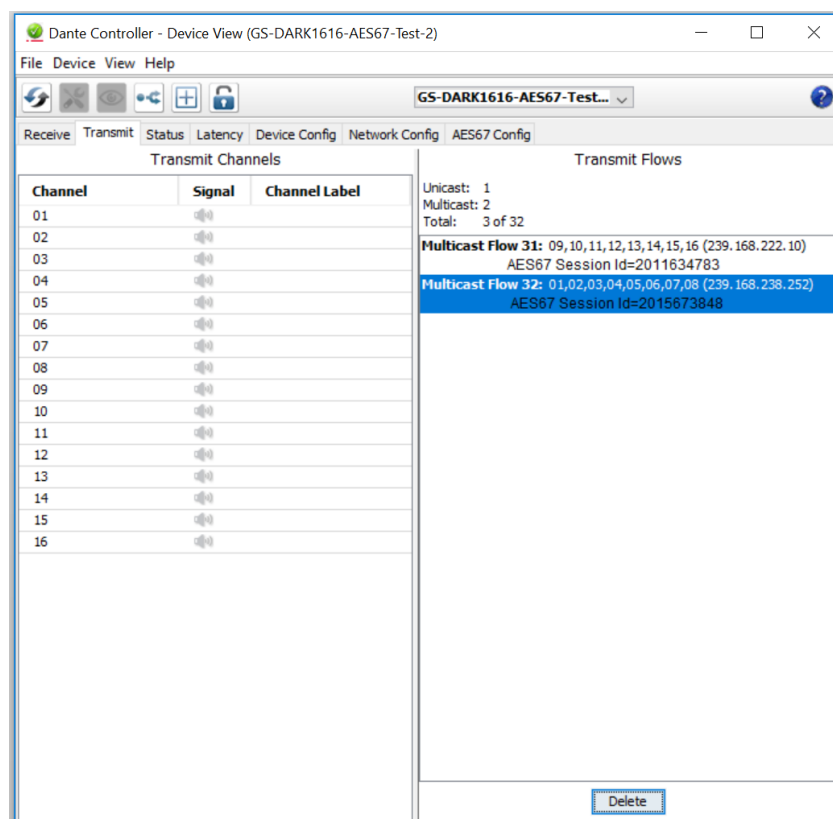 Dante Controller - Device View (GS-DARK1616-AES67-Test-2)
File Device View Help
GS-DARK1616-AES67-Test...
?
Receive Transmit Status Latency Device Config Network Config AES67 Config
Transmit Channels
Channel Signal Channel Label
01
02
03
04
05
06
07
08
09
10
11
12
13
14
15
16
Transmit Flows
Unicast: 1
Multicast: 2
Total: 3 of 32
Multicast Flow 31: 09,10,11,12,13,14,15,16 (239.168.222.10)
AES67 Session Id=2011634783
Multicast Flow 32: 01,02,03,04,05,06,07,08 (239.168.238.252)
AES67 Session Id=2015673848
Delete